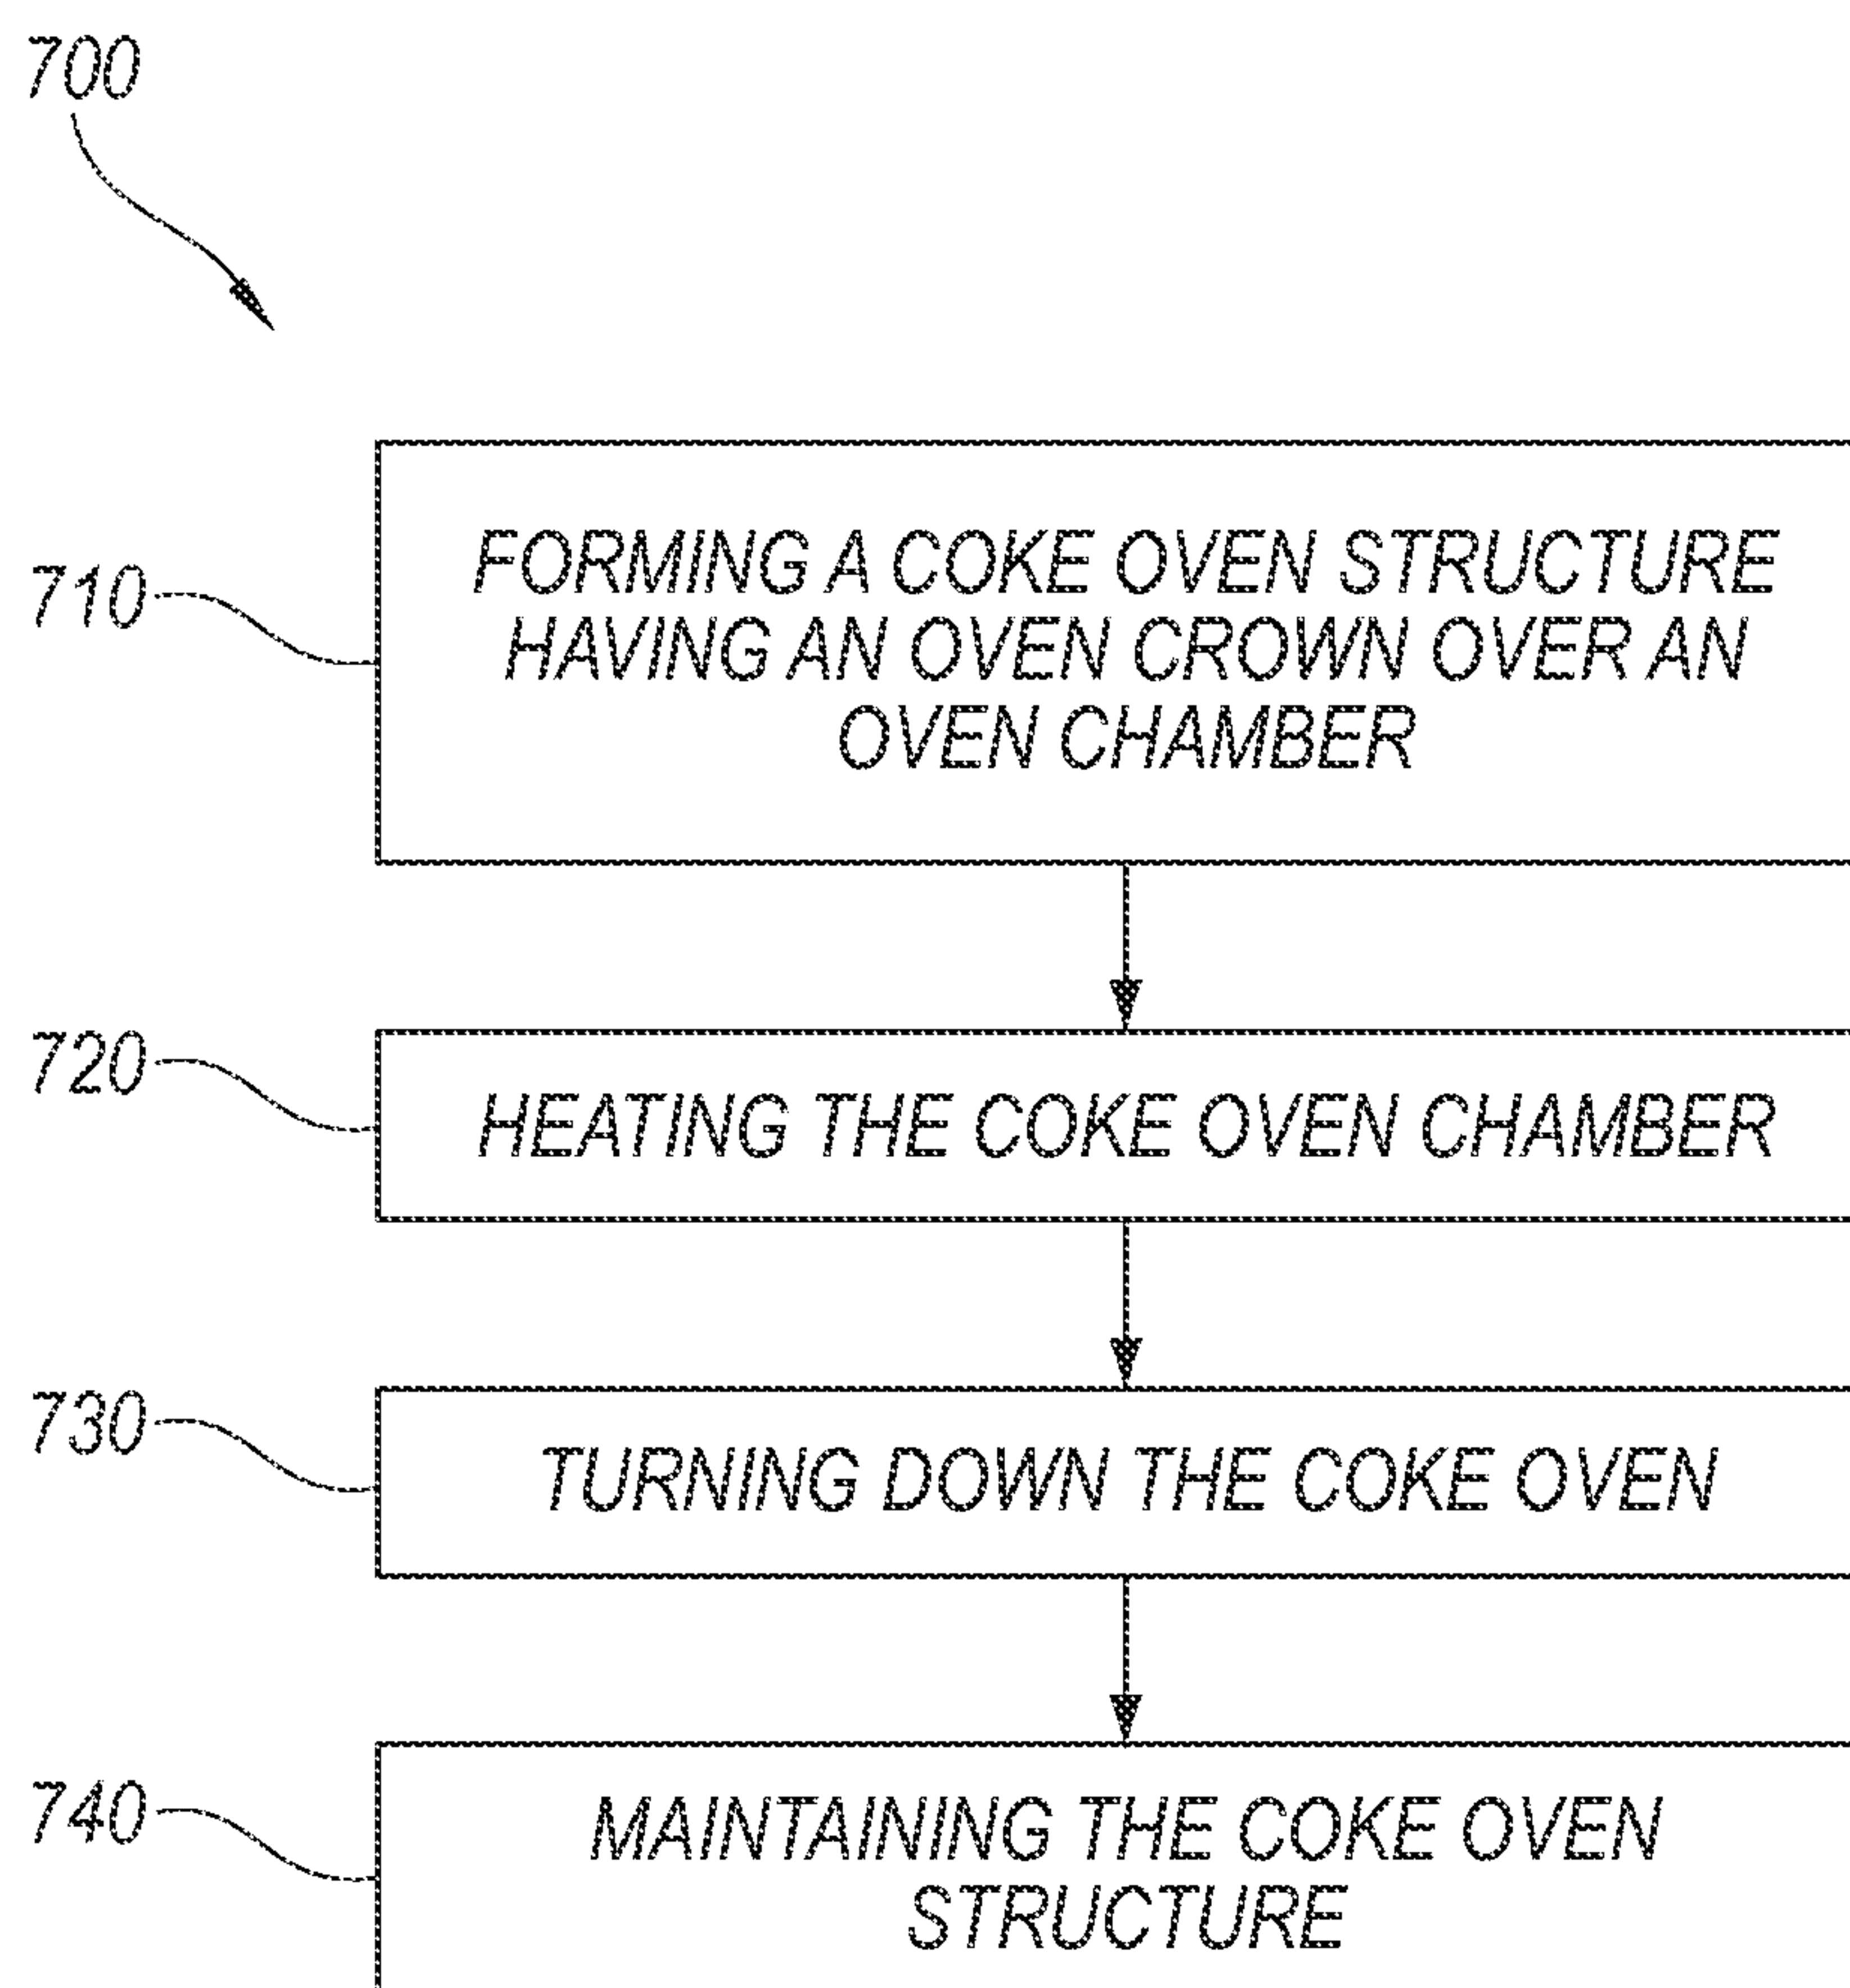 700
710
FORMING A COKE OVEN STRUCTURE
HAVING AN OVEN CROWN OVER AN
OVEN CHAMBER
720
HEATING THE COKE OVEN CHAMBER
730
TURNING DOWN THE COKE OVEN
740
MAINTAINING THE COKE OVEN
STRUCTURE